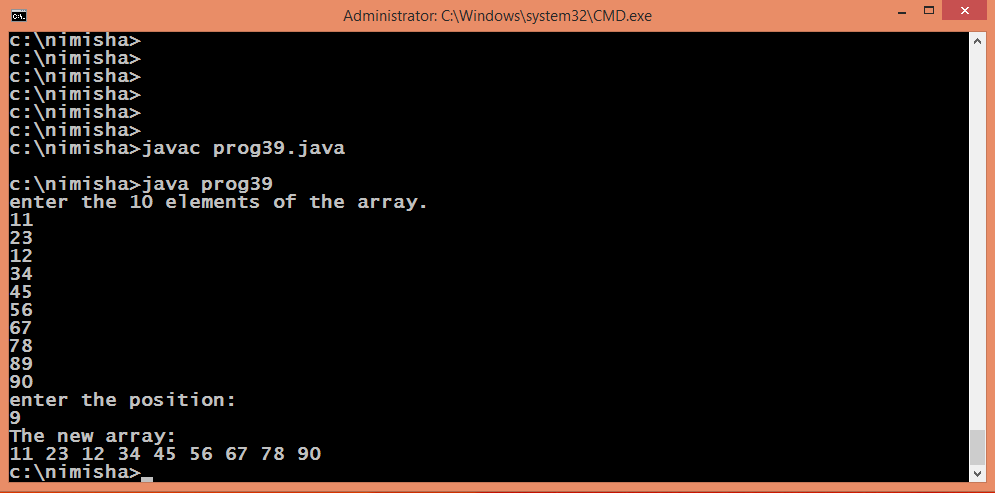 Administrator: C:\Windows\system32\CMD.exe
c:\nimisha>
c:\nimisha>
c:\nimisha>
c:\nimisha>
c:\nimisha>
c:\nimisha>
c:\nimisha>javac prog39.java
c:\nimisha>java prog39
enter the 10 elements of the array.
11
23
12
34
45
56
67
78
89
90
enter the position:
9
The new array:
11 23 12 34 45 56 67 78 90
c:\nimisha>_